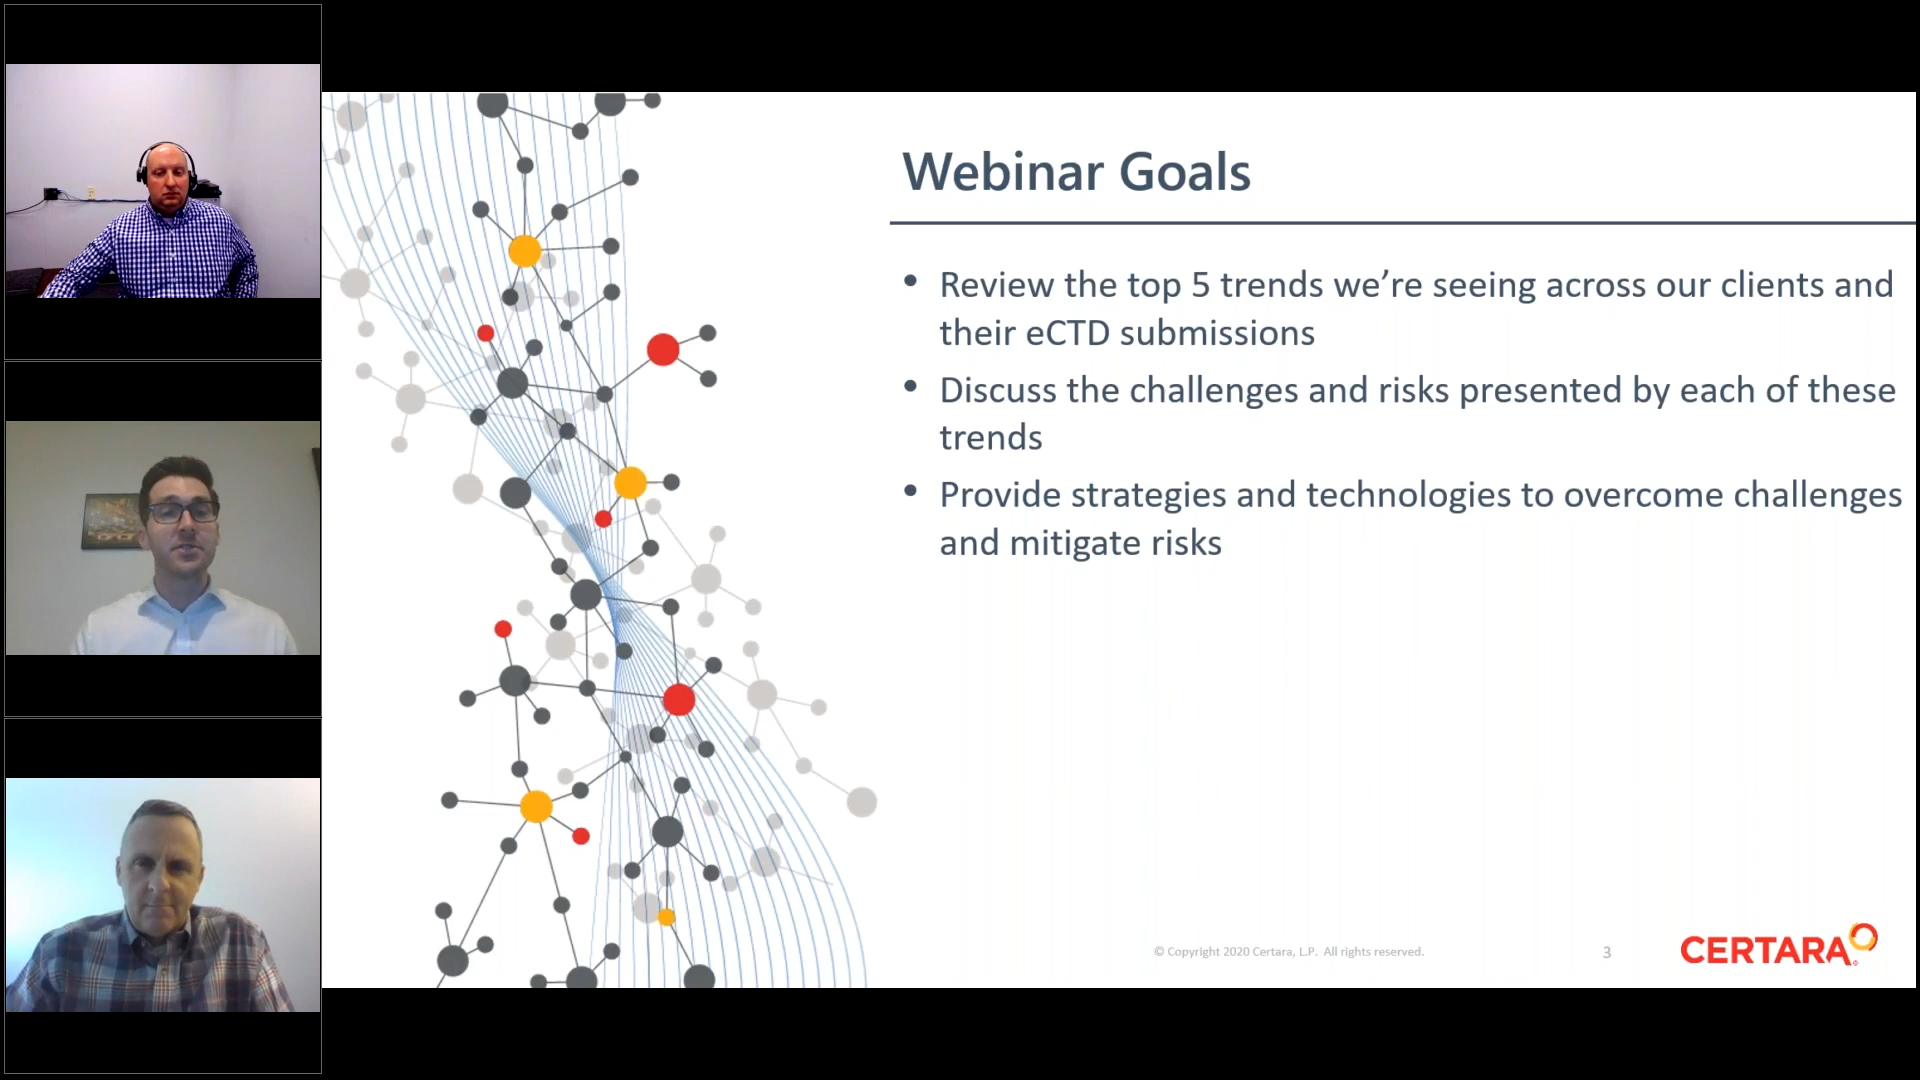 Webinar Goals
• Review the top 5 trends we’re seeing across our clients and
their eCTD submissions
• Discuss the challenges and risks presented by each of these
trends
• Provide strategies and technologies to overcome challenges
and mitigate risks
© Copyright 2020 Certara, L.P. All rights reserved.
3
CERTARA